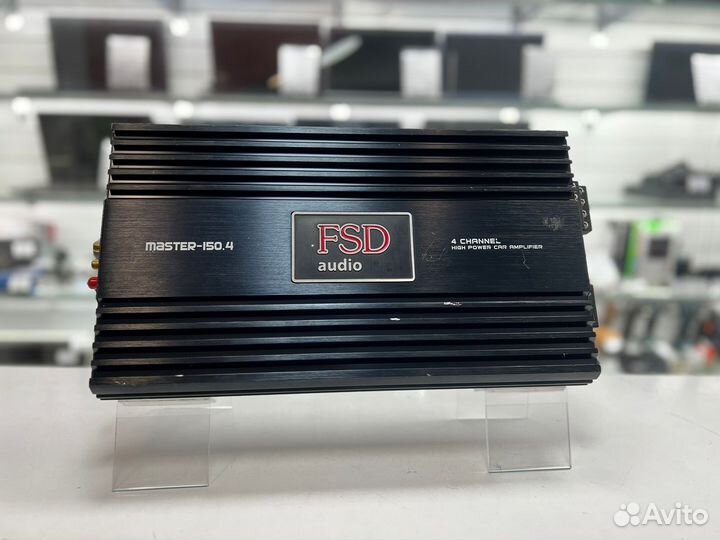 MASTER-150.4
FSD
audio
4 CHANNEL
HIGH POWER CAR AMPLIFIER
Avito